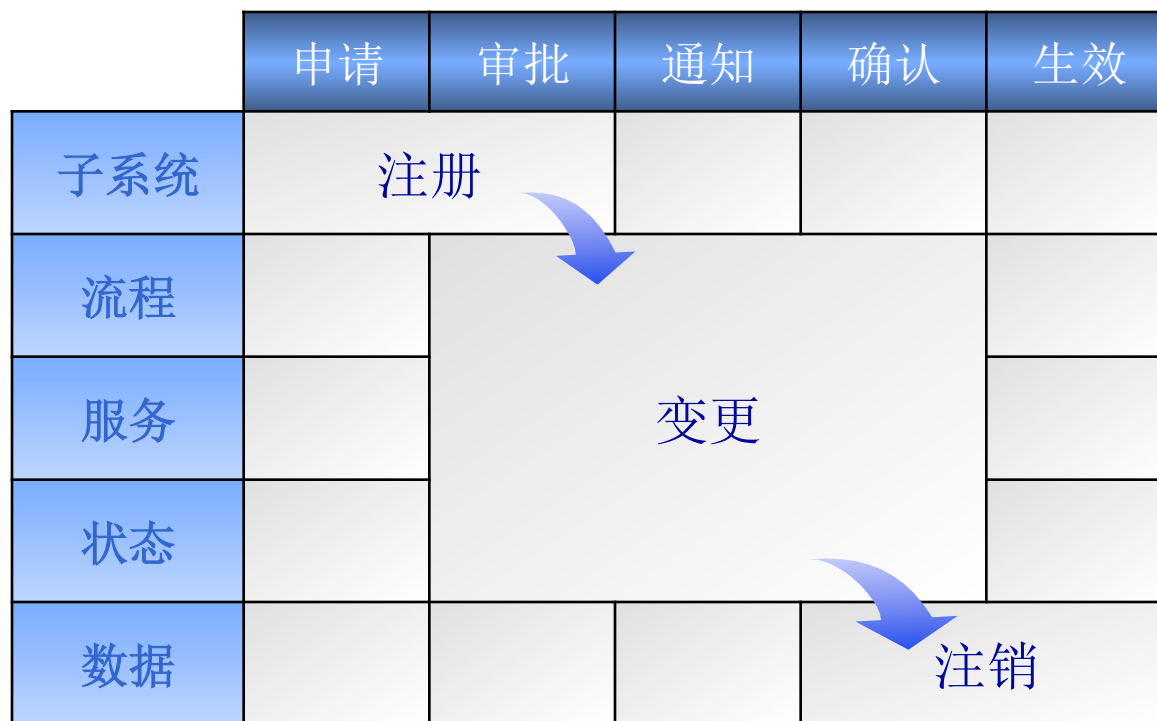 申请 审批 通知 确认 生效
子系统 注册
流程
服务 变更
状态
数据 注销